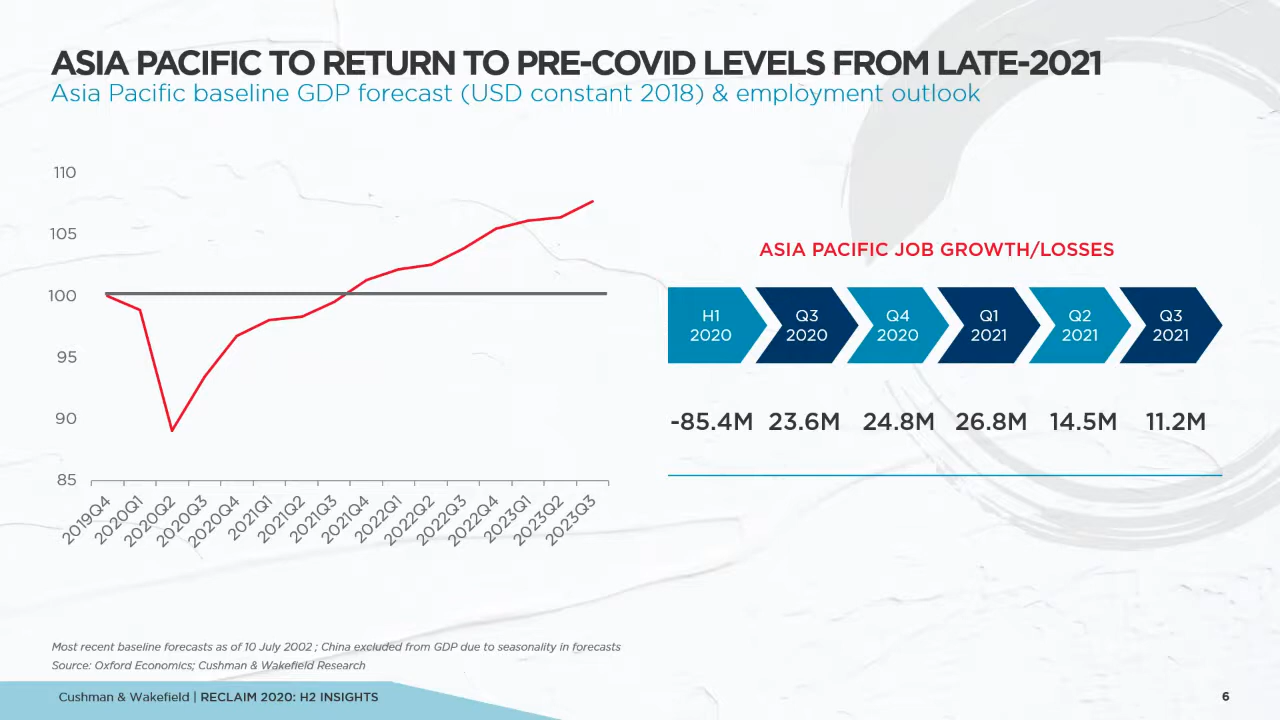 ASIA PACIFIC TO RETURN TO PRE-COVID LEVELS FROM LATE-2021
Asia Pacific baseline GDP forecast (USD constant 2018) & employment outlook
110
105
100
95
90
85
2019Q4
2020Q1
2020Q2
2020Q3
2020Q4
2021Q1
2021Q2
2021Q3
2021Q4
2022Q1
2022Q2
2022Q3
2022Q4
2023Q1
2023Q2
2023Q3
ASIA PACIFIC JOB GROWTH/LOSSES
H1
2020
Q3
2020
Q4
2020
Q1
2021
Q2
2021
Q3
2021
-85.4M 23.6M 24.8M 26.8M 14.5M 11.2M
Most recent baseline forecasts as of 10 July 2002 ; China excluded from GDP due to seasonality in forecasts
Source: Oxford Economics; Cushman & Wakefield Research
Cushman & Wakefield | RECLAIM 2020: H2 INSIGHTS
6